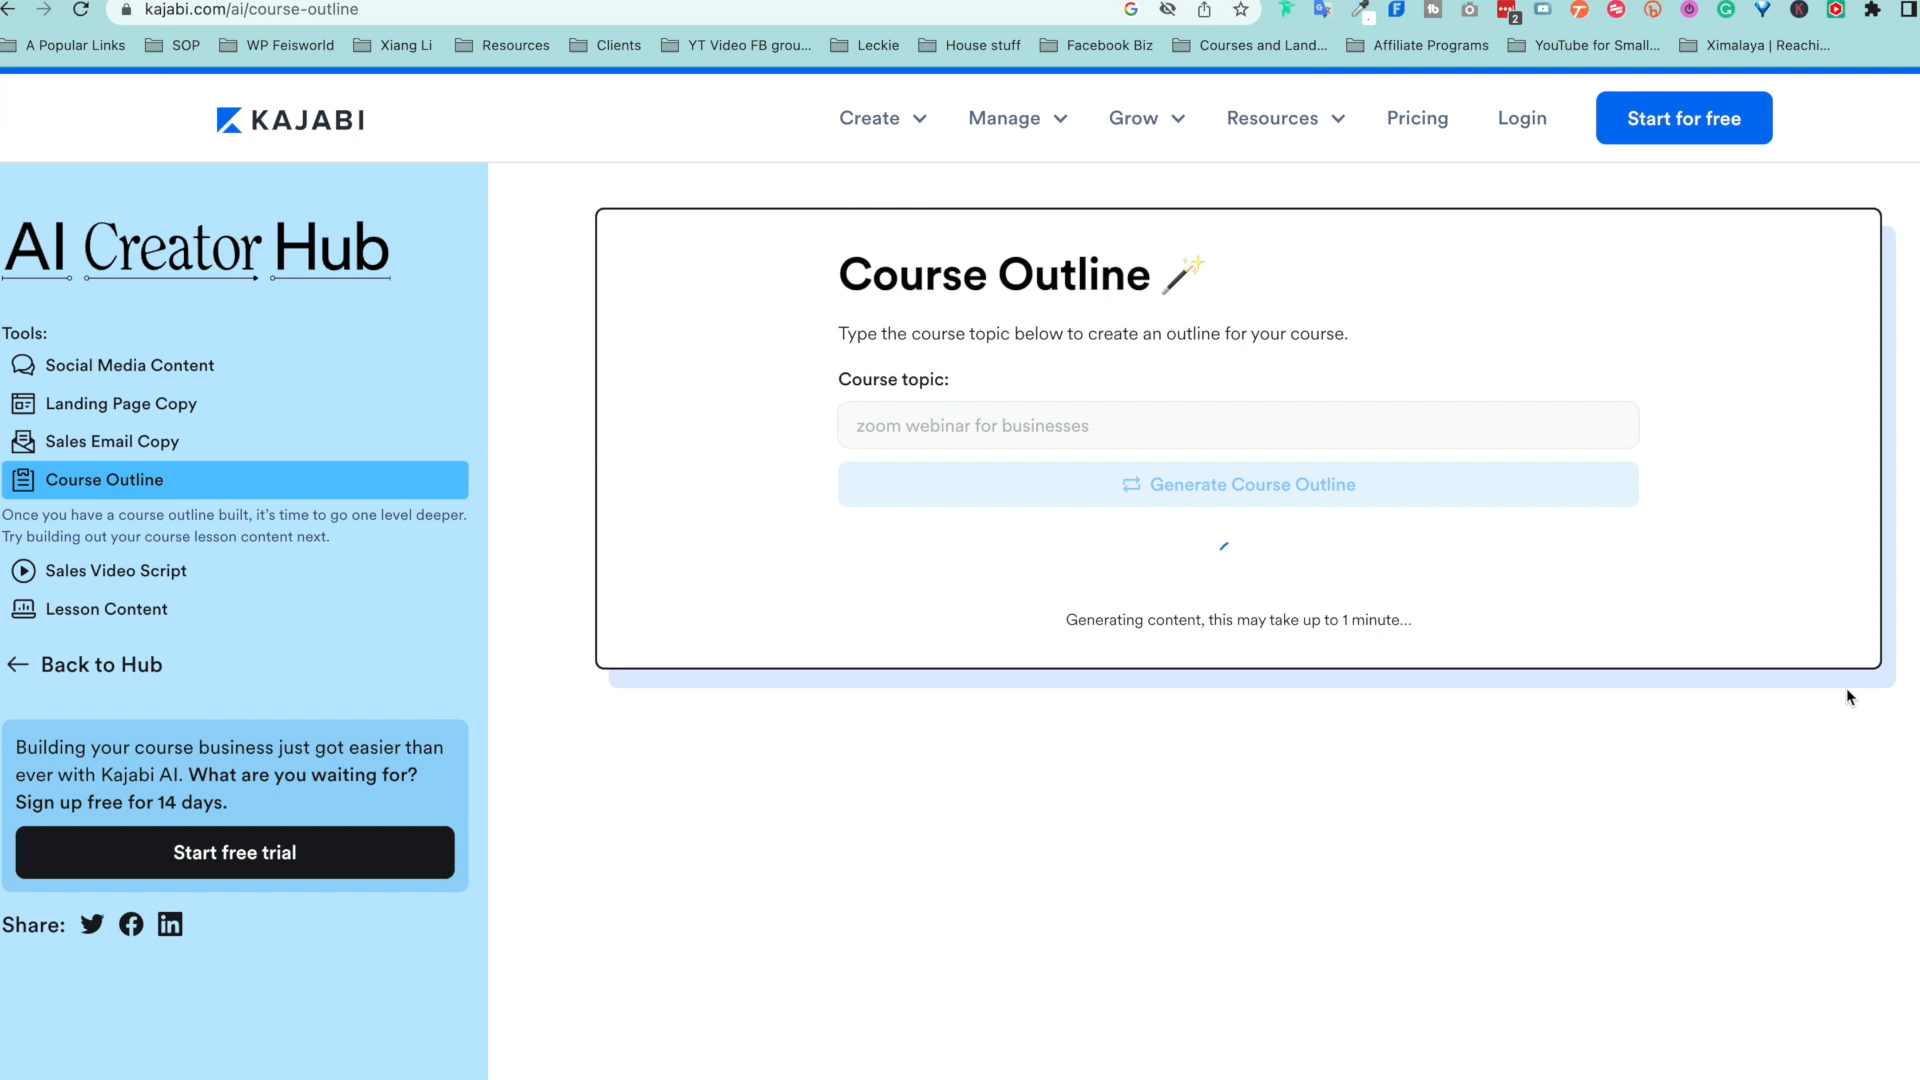 kajabi.com/ai/course-outline
2
A Popular Links SOP WP Feisworld Xiang Li Resources Clients YT Video FB grou... Leckie House stuff Facebook Biz Courses and Land... Affiliate Programs YouTube for Small... Ximalaya | Reachi...
KAJABI Create Manage Grow Resources Pricing Login Start for free
AI Creator Hub
Tools:
Social Media Content
Landing Page Copy
Sales Email Copy
Course Outline
Once you have a course outline built, it's time to go one level deeper.
Try building out your course lesson content next.
Sales Video Script
Lesson Content
Back to Hub
Building your course business just got easier than
ever with Kajabi AI. What are you waiting for?
Sign up free for 14 days.
Start free trial
Share:
Course Outline
Type the course topic below to create an outline for your course.
Course topic:
zoom webinar for businesses
Generate Course Outline
Generating content, this may take up to 1 minute...